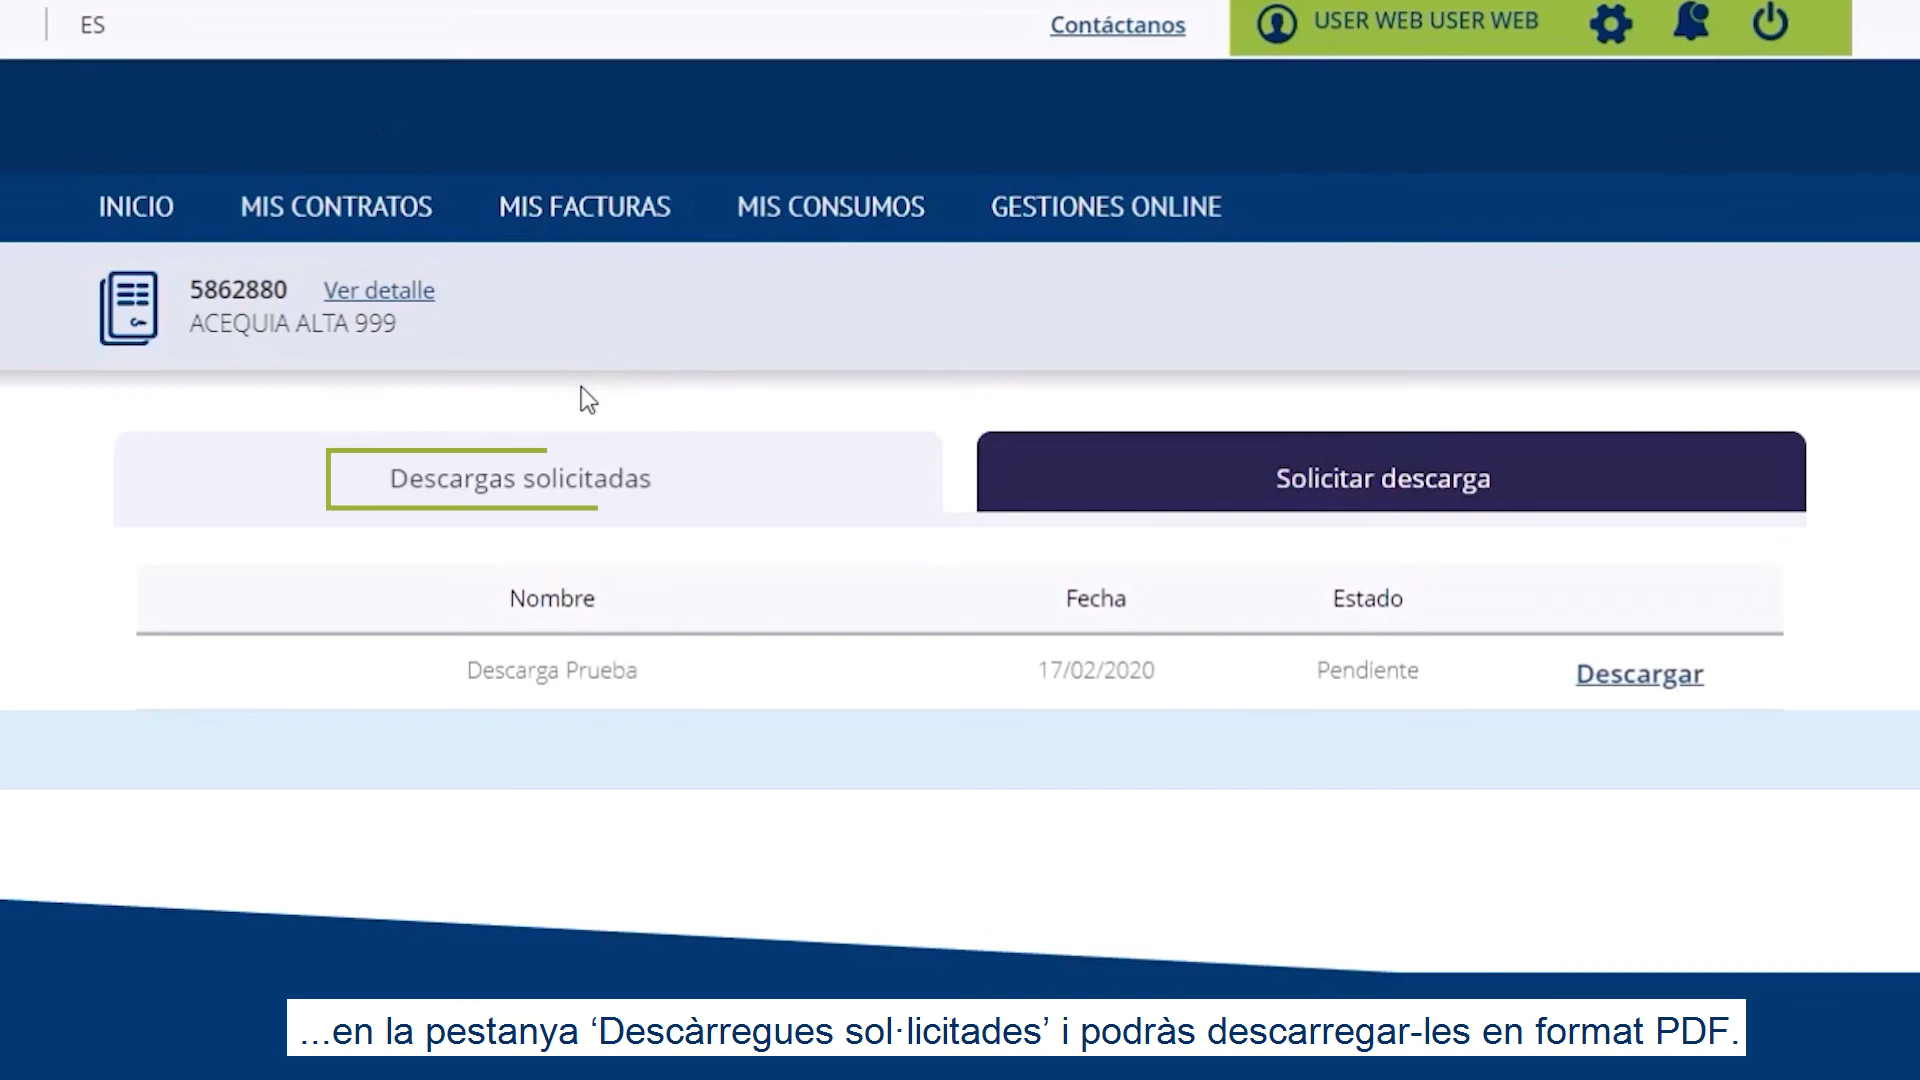 ES
Contáctanos
USER WEB USER WEB
INICIO
MIS CONTRATOS
MIS FACTURAS
MIS CONSUMOS
GESTIONES ONLINE
5862880
Ver detalle
ACEQUIA ALTA 999
Descargas solicitadas
Solicitar descarga
Nombre
Fecha
Estado
Descarga Prueba
17/02/2020
Pendiente
Descargar
...en la pestanya ‘Descàrregues sol·licitades’ i podràs descarregar-les en format PDF.